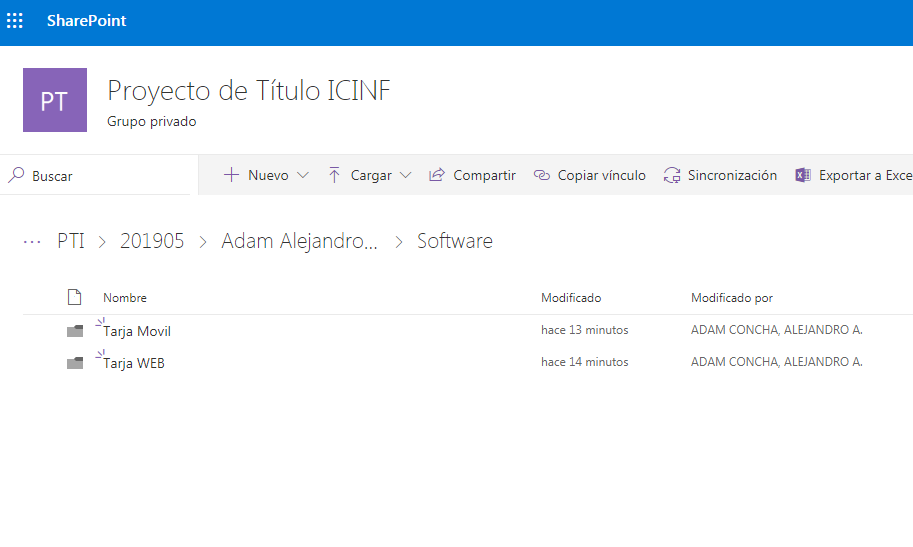 SharePoint
PT
Proyecto de Título ICINF
Grupo privado
Buscar
Nuevo Cargar Compartir Copiar vínculo Sincronización Exportar a Exce
... PTI > 201905 > Adam Alejandro... > Software
Nombre Modificado Modificado por
Tarja Movil hace 13 minutos ADAM CONCHA, ALEJANDRO A.
Tarja WEB hace 14 minutos ADAM CONCHA, ALEJANDRO A.